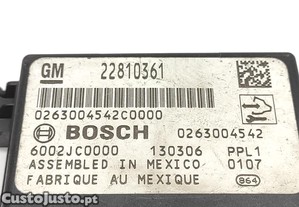 GM 22810361
0263004542C0000
BOSCH 0263004542
6002JC0000 130306 PPL1
ASSEMBLED IN MEXICO 0107
FABRIQUE AU MEXIQUE 864
CustoJusto.pt